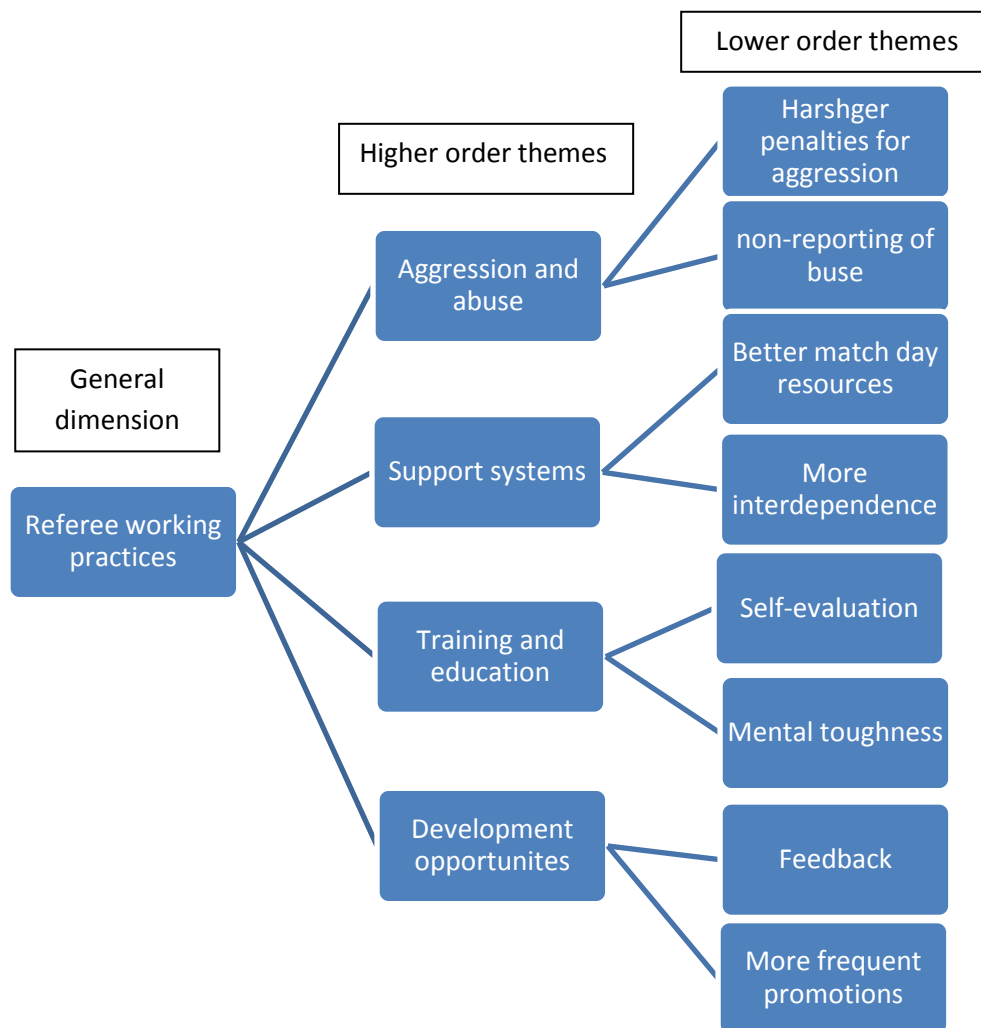 Lower order themes
Harshger
penalties for
aggression
Higher order themes
non-reporting of
buse
Aggression and
abuse
Better match day
resources
General
dimension
Support systems
More
interdependence
Referee working
practices
Self-evaluation
Training and
education
Mental toughness
Development
opportunites
Feedback
More frequent
promotions